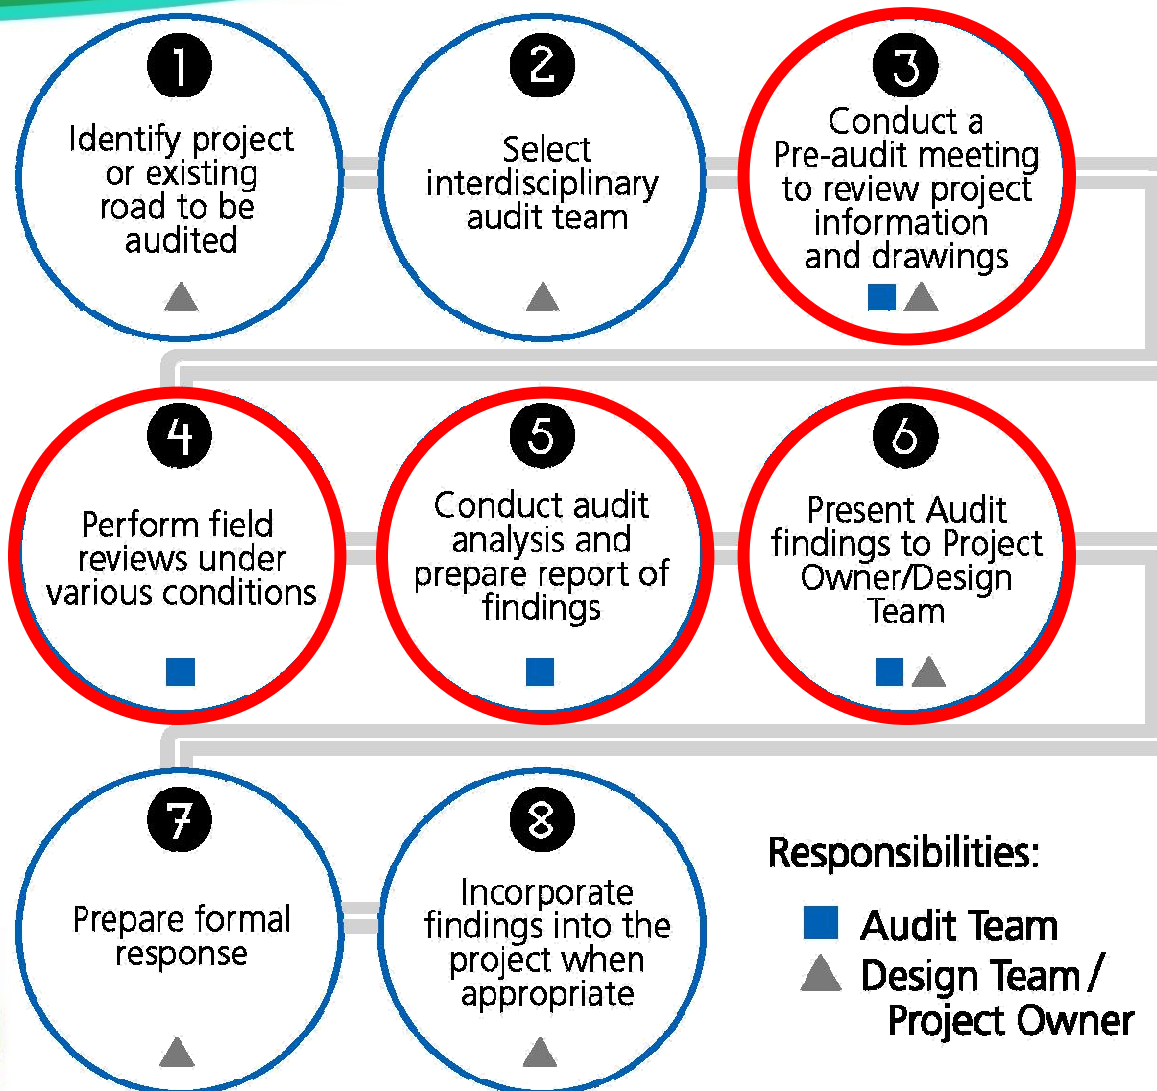 1
Identify project
or existing
road to be
audited
2
Select
interdisciplinary
audit team
3
Conduct a
Pre-audit meeting
to review project
information
and drawings
4
Perform field
reviews under
various conditions
5
Conduct audit
analysis and
prepare report of
findings
6
Present Audit
findings to Project
Owner/Design
Team
7
Prepare formal
response
8
Incorporate
findings into the
project when
appropriate
Responsibilities:
Audit Team
Design Team/
Project Owner